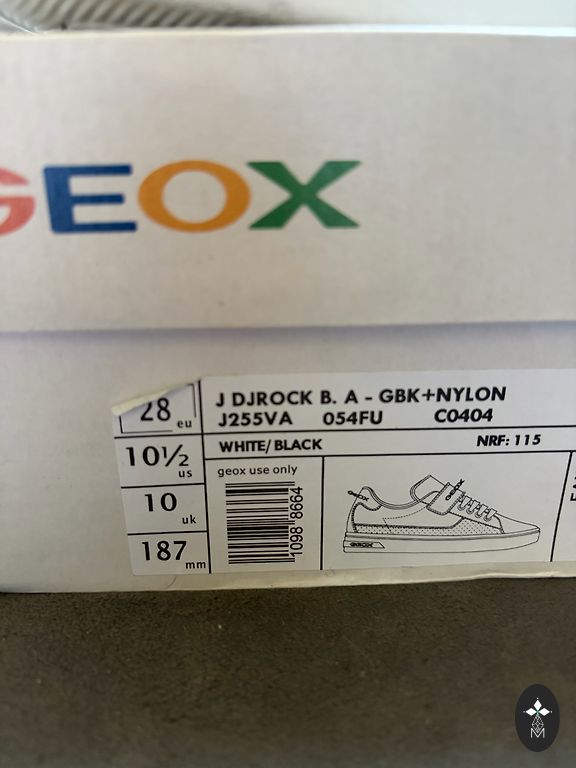 GEOX
28 eu
J DJROCK B. A - GBK+NYLON
J255VA 054FU C0404
WHITE/BLACK NRF: 115
10½ us
geox use only
10 uk
1098 8664
GEOX
187 mm
M